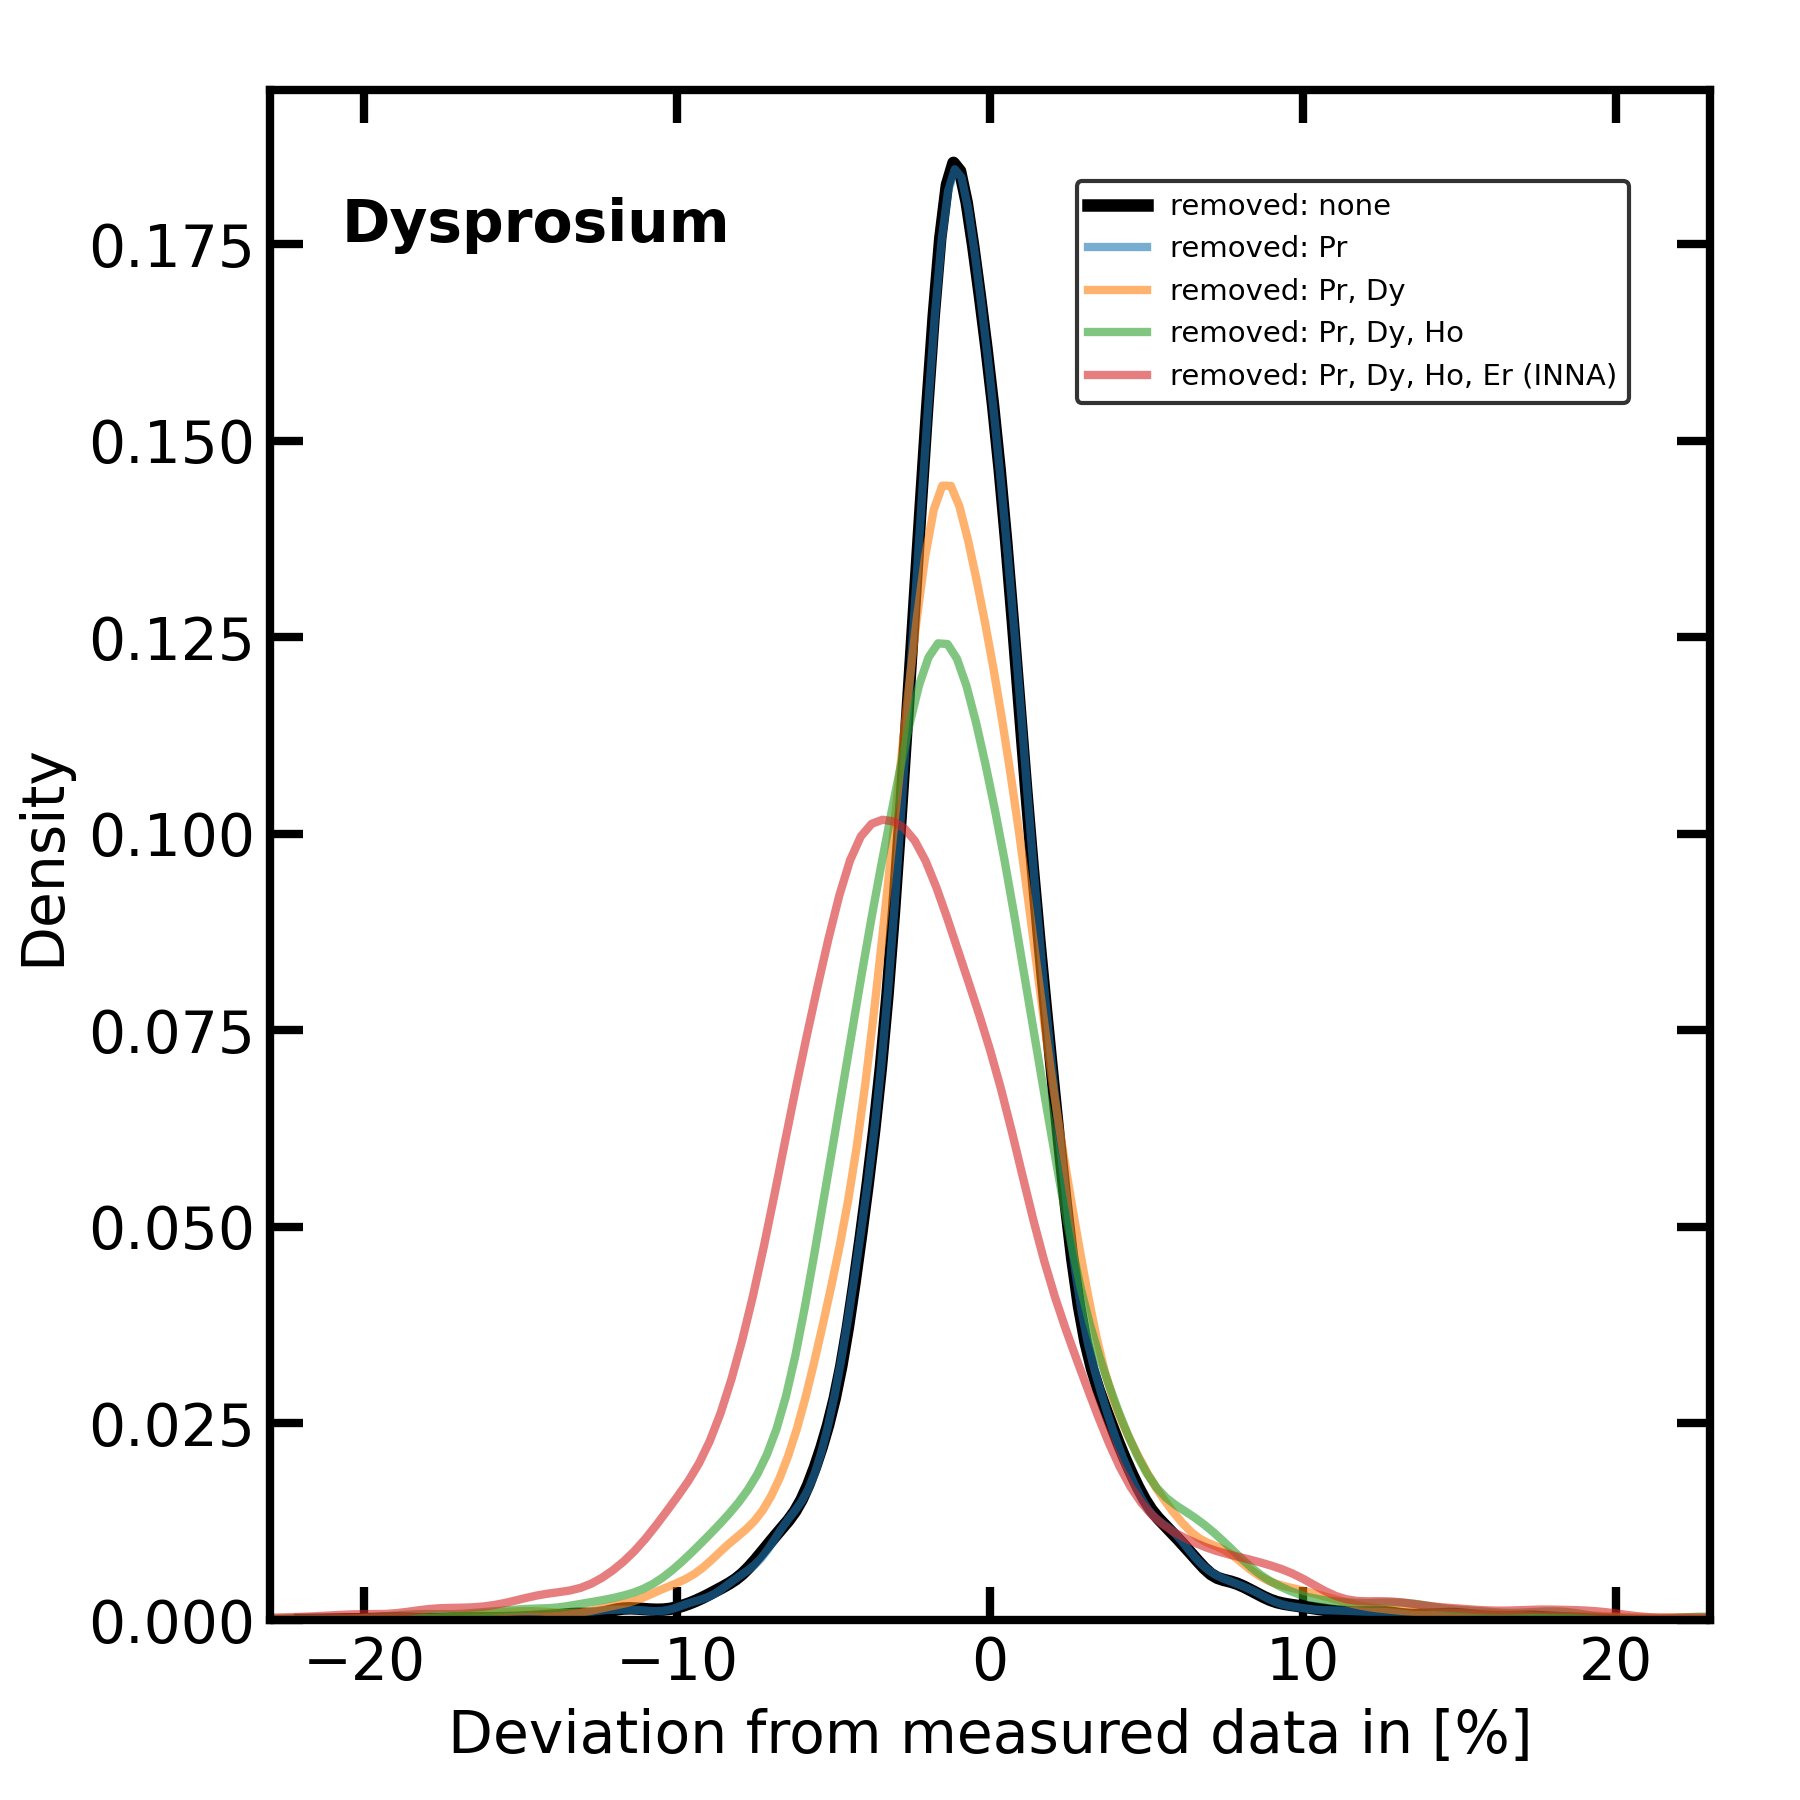 Dysprosium
removed: none
removed: Pr
removed: Pr, Dy
removed: Pr, Dy, Ho
removed: Pr, Dy, Ho, Er (INNA)
Density
0.175
0.150
0.125
0.100
0.075
0.050
0.025
0.000
−20 −10 0 10 20
Deviation from measured data in [%]